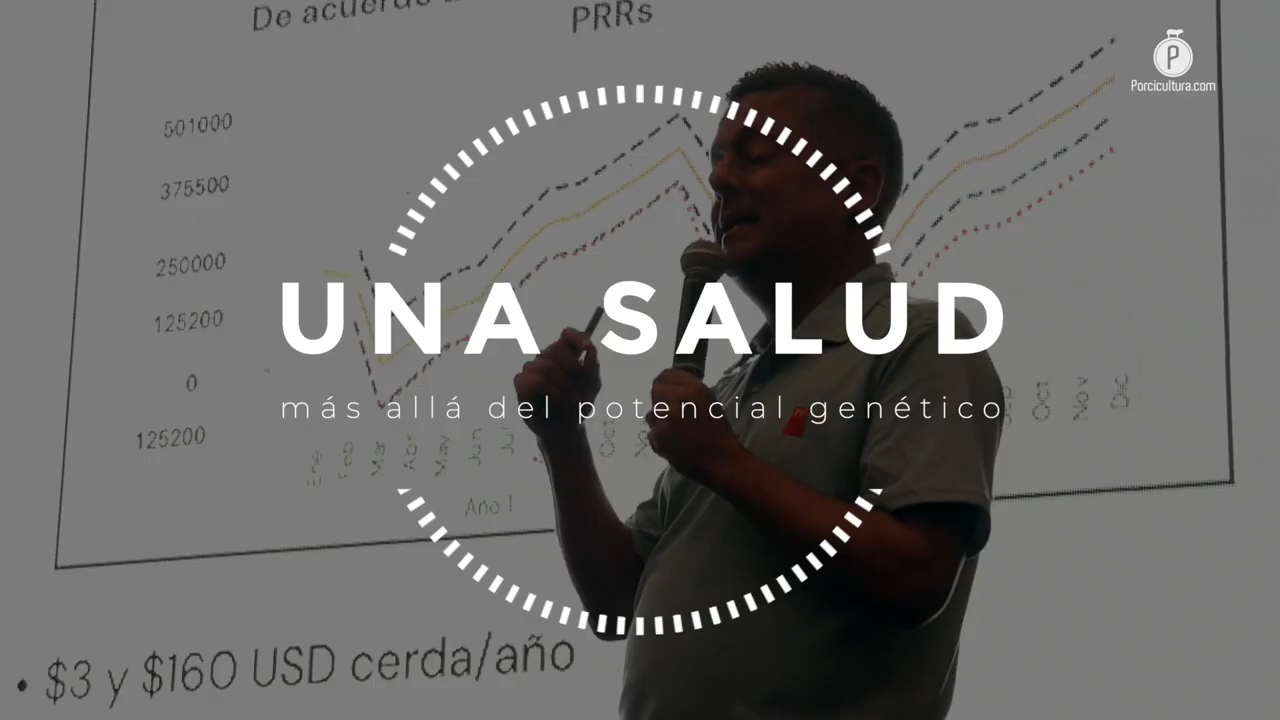 De acuerdo
PRRs
Porcicultura.com
501000
375500
250000
125200
0
125200
UNA SALUD
más allá del potencial genético
Ene
Feb
Mar
Abr
May
Jun
Jul
Oct
Oct
Nov
Dic
Año I
• $3 y $160 USD cerda/año